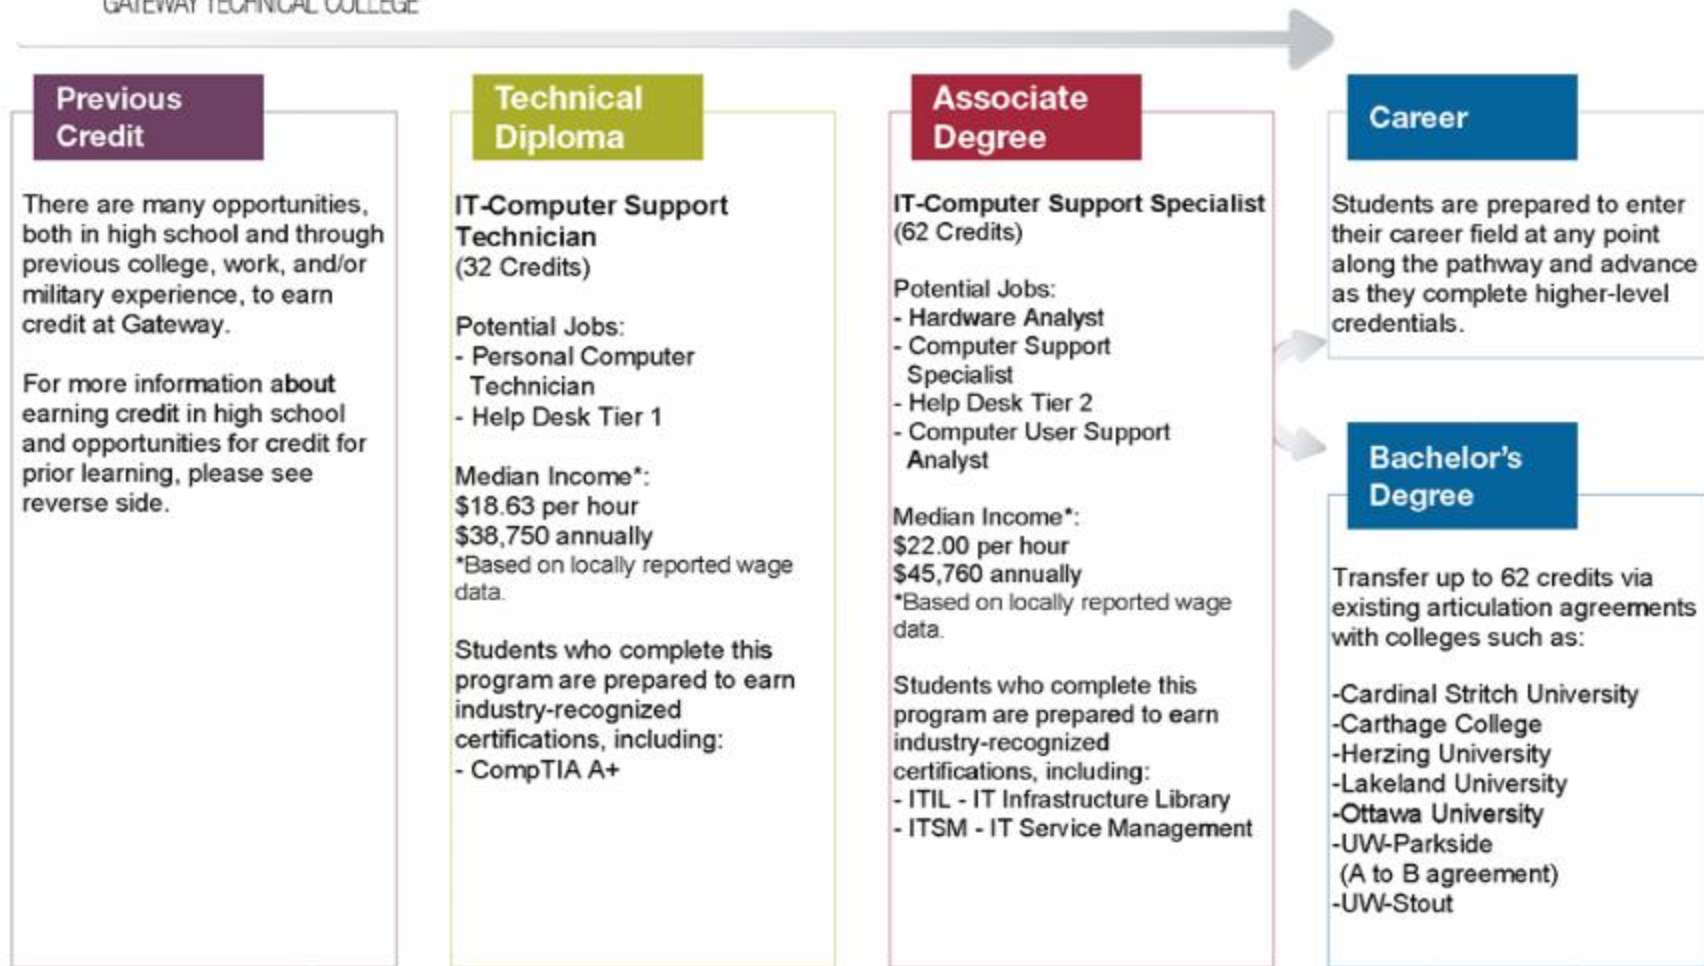 GATEWAY TECHNICAL COLLEGE
Previous
Credit
There are many opportunities,
both in high school and through
previous college, work, and/or
military experience, to earn
credit at Gateway.
For more information about
earning credit in high school
and opportunities for credit for
prior learning, please see
reverse side.
Technical
Diploma
IT-Computer Support
Technician
(32 Credits)
Potential Jobs:
- Personal Computer
Technician
- Help Desk Tier 1
Median Income*:
$18.63 per hour
$38,750 annually
*Based on locally reported wage
data.
Students who complete this
program are prepared to earn
industry-recognized
certifications, including:
- CompTIA A+
Associate
Degree
IT-Computer Support Specialist
(62 Credits)
Potential Jobs:
- Hardware Analyst
- Computer Support
Specialist
- Help Desk Tier 2
- Computer User Support
Analyst
Median Income*:
$22.00 per hour
$45,760 annually
*Based on locally reported wage
data.
Students who complete this
program are prepared to earn
industry-recognized
certifications, including:
- ITIL - IT Infrastructure Library
- ITSM - IT Service Management
Career
Students are prepared to enter
their career field at any point
along the pathway and advance
as they complete higher-level
credentials.
Bachelor's
Degree
Transfer up to 62 credits via
existing articulation agreements
with colleges such as:
-Cardinal Stritch University
-Carthage College
-Herzing University
-Lakeland University
-Ottawa University
-UW-Parkside
(A to B agreement)
-UW-Stout